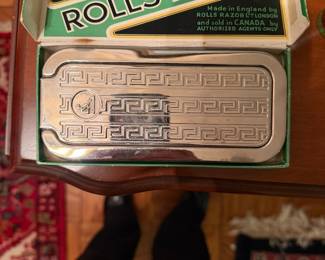 ROLLS
Made in England by
ROLLS RAZOR LTD LONDON
and sold in CANADA by
AUTHORIZED AGENTS ONLY